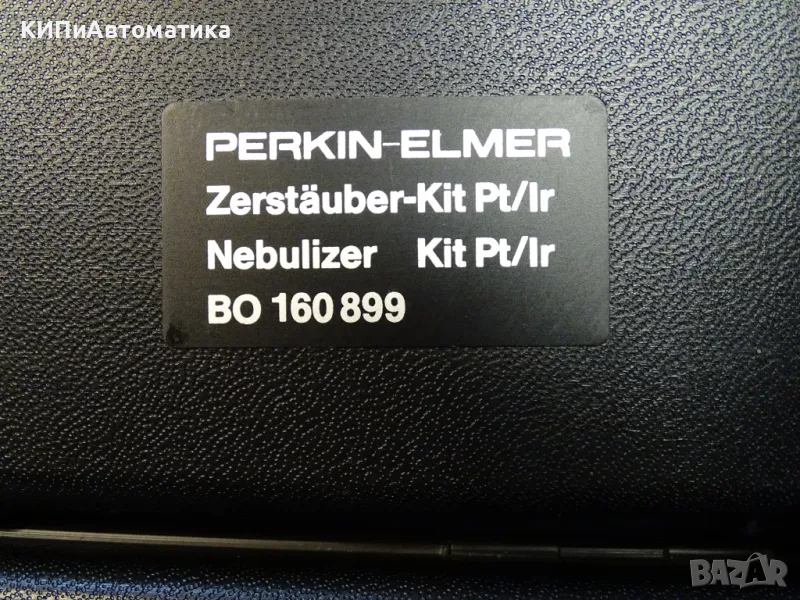 КИПиАвтоматика
PERKIN-ELMER
Zerstäuber-Kit Pt/Ir
Nebulizer Kit Pt/Ir
BO 160 899
BAZAR